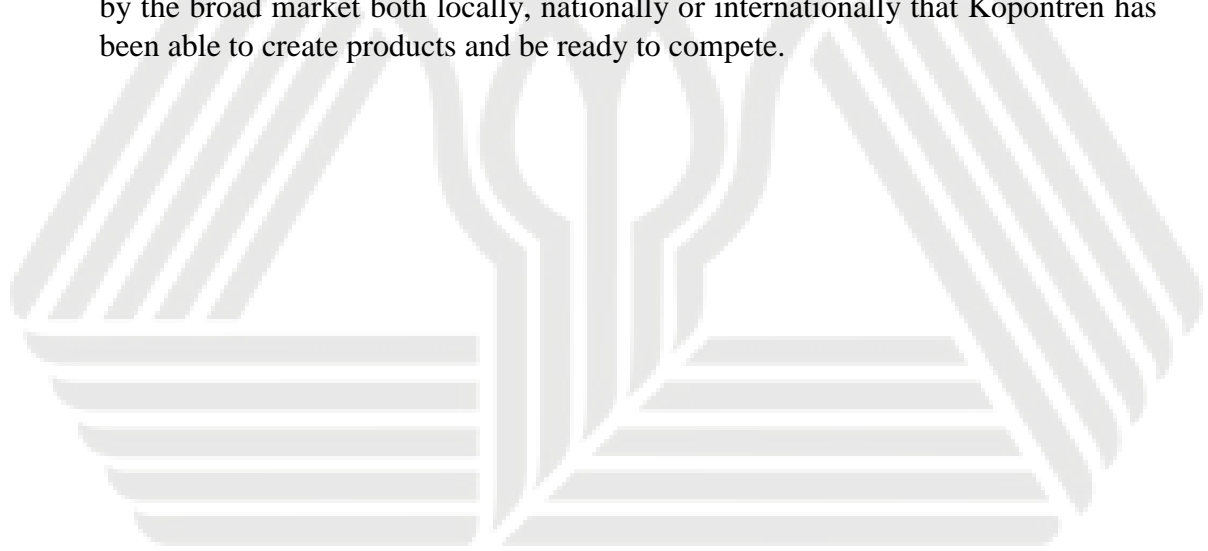 by the broad market both locally, nationally or internationally that Kopontren has
been able to create products and be ready to compete.